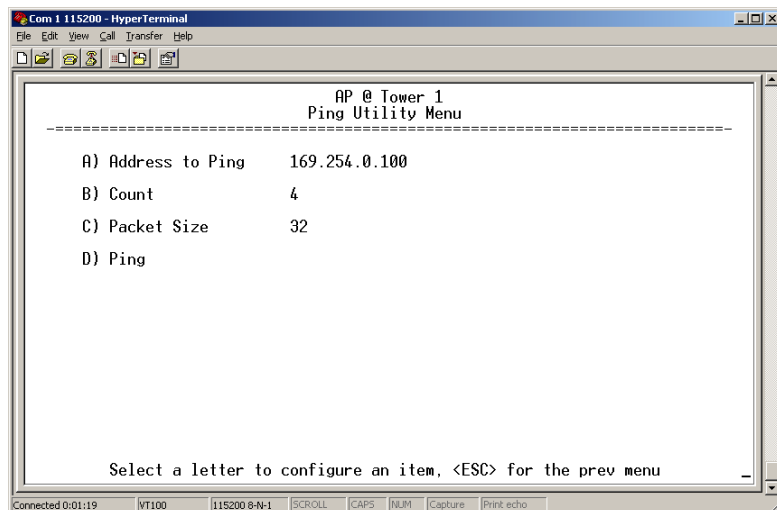 Com 1 115200 - HyperTerminal
File Edit View Call Transfer Help
AP @ Tower 1
Ping Utility Menu
-==========================================================================-
A) Address to Ping 169.254.0.100
B) Count 4
C) Packet Size 32
D) Ping
Select a letter to configure an item, <ESC> for the prev menu
Connected 0:01:19 VT100 115200 8-N-1 SCROLL CAPS NUM Capture Print echo